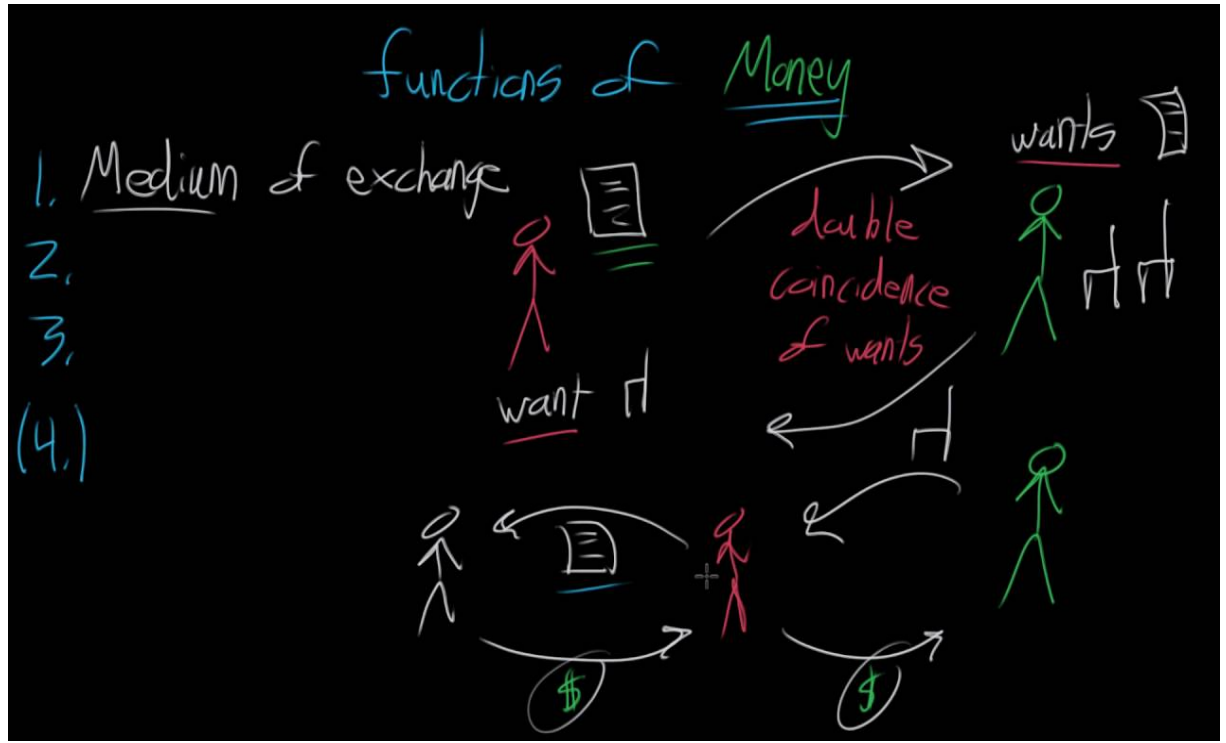 functions of Money
1. Medium of exchange
2.
3.
(4.)
wants
double
coincidence
of wants
want
$
$